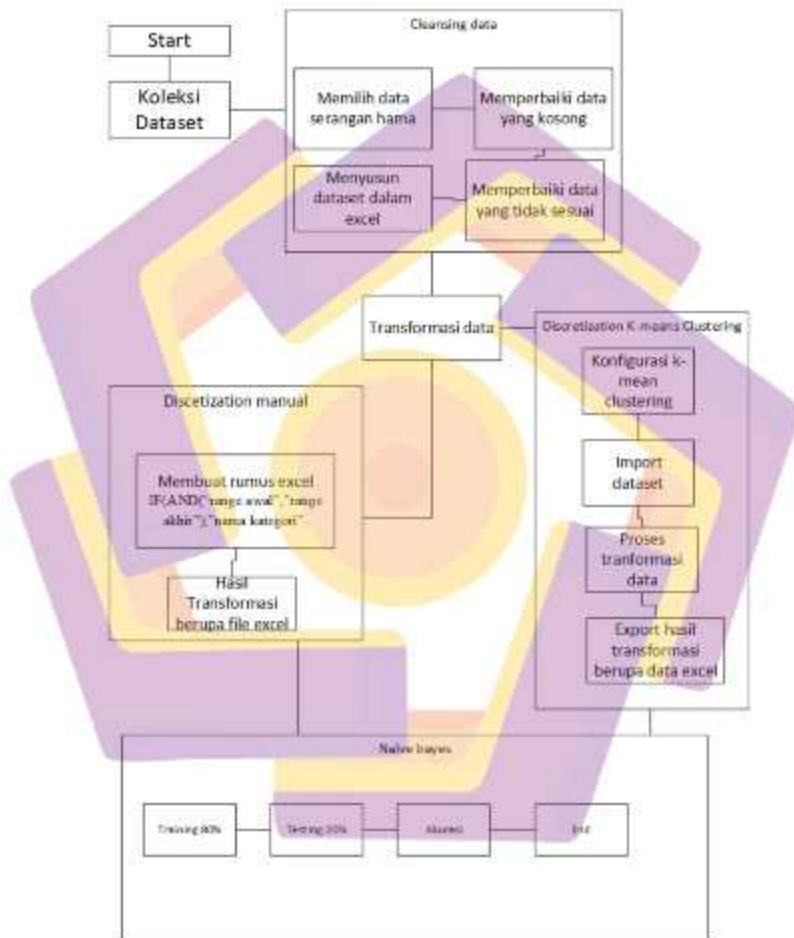 Start
Koleksi
Dataset
Cleansing data
Memilih data
serangan hama
Memperbaiki data
yang kosong
Menyusun
dataset dalam
excel
Memperbaiki data
yang tidak sesuai
Transformasi data
Discretization K-means Clustering
Konfigurasi k-
mean
clustering
Import
dataset
Proses
tranformasi
data
Export hasil
transformasi
berupa data excel
Discetization manual
Membuat rumus excel
IF(AND("range awal","range
akhir"),"nama kategori"
Hasil
Transformasi
berupa file excel
Naive bayes
Training 80%
Testing 20%
Akurasi
End